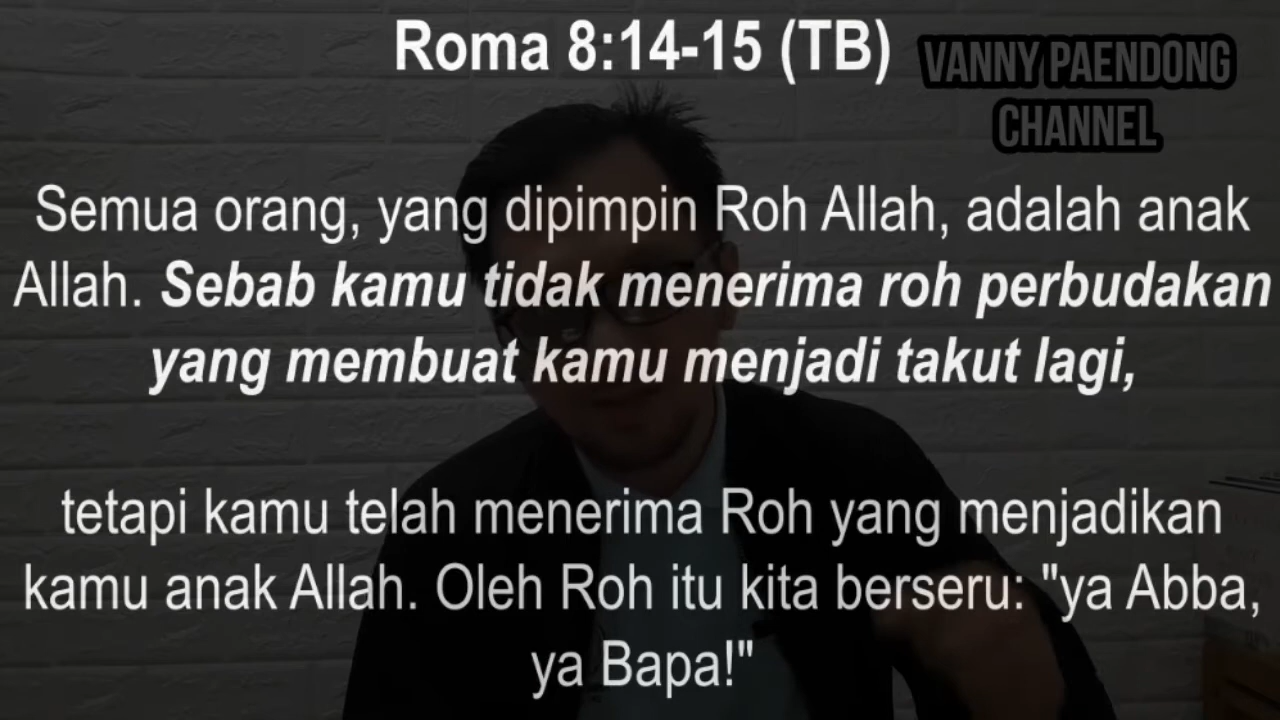 Roma 8:14-15 (TB)
VANNY PAENDONG
CHANNEL
Semua orang, yang dipimpin Roh Allah, adalah anak
Allah. Sebab kamu tidak menerima roh perbudakan
yang membuat kamu menjadi takut lagi,
tetapi kamu telah menerima Roh yang menjadikan
kamu anak Allah. Oleh Roh itu kita berseru: "ya Abba,
ya Bapa!"